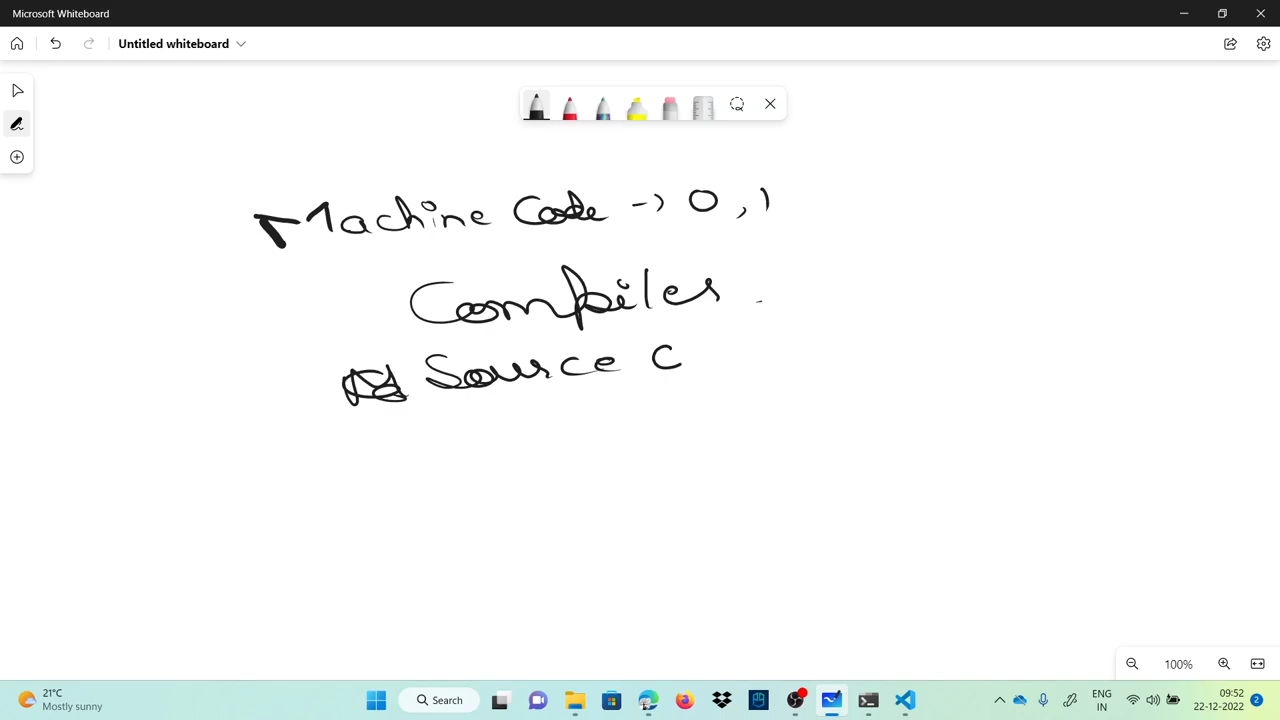 Microsoft Whiteboard
Untitled whiteboard
Machine Code -> 0, 1
Compiler
Source C
100%
21°C
Mostly sunny
Search
ENG
IN
09:52
22-12-2022
2